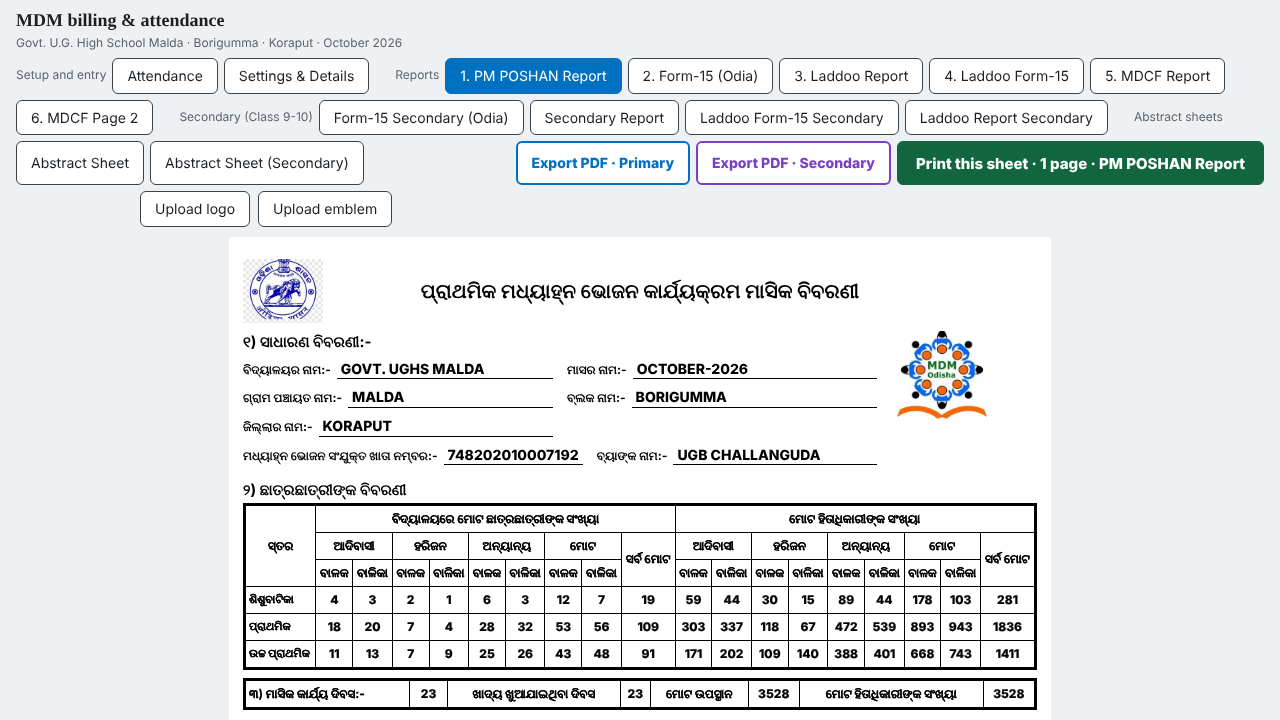 MDM billing & attendance
Govt. U.G. High School Malda · Borigumma · Koraput · October 2026
Setup and entry Attendance Settings & Details Reports 1. PM POSHAN Report 2. Form-15 (Odia) 3. Laddoo Report 4. Laddoo Form-15 5. MDCF Report
6. MDCF Page 2 Secondary (Class 9-10) Form-15 Secondary (Odia) Secondary Report Laddoo Form-15 Secondary Laddoo Report Secondary Abstract sheets
Abstract Sheet Abstract Sheet (Secondary) Export PDF · Primary Export PDF · Secondary Print this sheet · 1 page · PM POSHAN Report
Upload logo Upload emblem
ପ୍ରାଥମିକ ମଧ୍ୟାହ୍ନ ଭୋଜନ କାର୍ଯ୍ୟକ୍ରମ ମାସିକ ବିବରଣୀ
୧) ସାଧାରଣ ବିବରଣୀ:-
MDM
Odisha
ବିଦ୍ୟାଳୟର ନାମ:- GOVT. UGHS MALDA ମାସର ନାମ:- OCTOBER-2026
ଗ୍ରାମ ପଞ୍ଚାୟତ ନାମ:- MALDA ବ୍ଲକ ନାମ:- BORIGUMMA
ଜିଲ୍ଲାର ନାମ:- KORAPUT
ମଧ୍ୟାହ୍ନ ଭୋଜନ ସଂଯୁକ୍ତ ଖାତା ନମ୍ବର:- 748202010007192 ବ୍ୟାଙ୍କ ନାମ:- UGB CHALLANGUDA
୨) ଛାତ୍ରଛାତ୍ରୀଙ୍କ ବିବରଣୀ
ସ୍ତର ବିଦ୍ୟାଳୟରେ ମୋଟ ଛାତ୍ରଛାତ୍ରୀଙ୍କ ସଂଖ୍ୟା ମୋଟ ହିତାଧିକାରୀଙ୍କ ସଂଖ୍ୟା
ଆଦିବାସୀ ହରିଜନ ଅନ୍ୟାନ୍ୟ ମୋଟ ସର୍ବ ମୋଟ ଆଦିବାସୀ ହରିଜନ ଅନ୍ୟାନ୍ୟ ମୋଟ ସର୍ବ ମୋଟ
ବାଳକ ବାଳିକା ବାଳକ ବାଳିକା ବାଳକ ବାଳିକା ବାଳକ ବାଳିକା ବାଳକ ବାଳିକା ବାଳକ ବାଳିକା ବାଳକ ବାଳିକା ବାଳକ ବାଳିକା
ଶିଶୁବାଟିକା 4 3 2 1 6 3 12 7 19 59 44 30 15 89 44 178 103 281
ପ୍ରାଥମିକ 18 20 7 4 28 32 53 56 109 303 337 118 67 472 539 893 943 1836
ଉଚ୍ଚ ପ୍ରାଥମିକ 11 13 7 9 25 26 43 48 91 171 202 109 140 388 401 668 743 1411
୩) ମାସିକ କାର୍ଯ୍ୟ ଦିବସ:- 23 ଖାଦ୍ୟ ଖୁଆଯାଇଥିବା ଦିବସ 23 ମୋଟ ଉପସ୍ଥାନ 3528 ମୋଟ ହିତାଧିକାରୀଙ୍କ ସଂଖ୍ୟା 3528